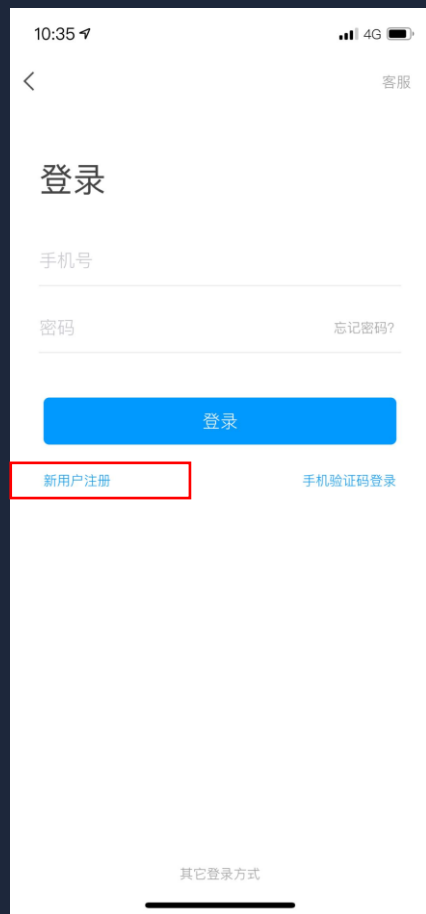 10:35 4G
客服
登录
手机号
密码 忘记密码?
登录
新用户注册 手机验证码登录
其它登录方式